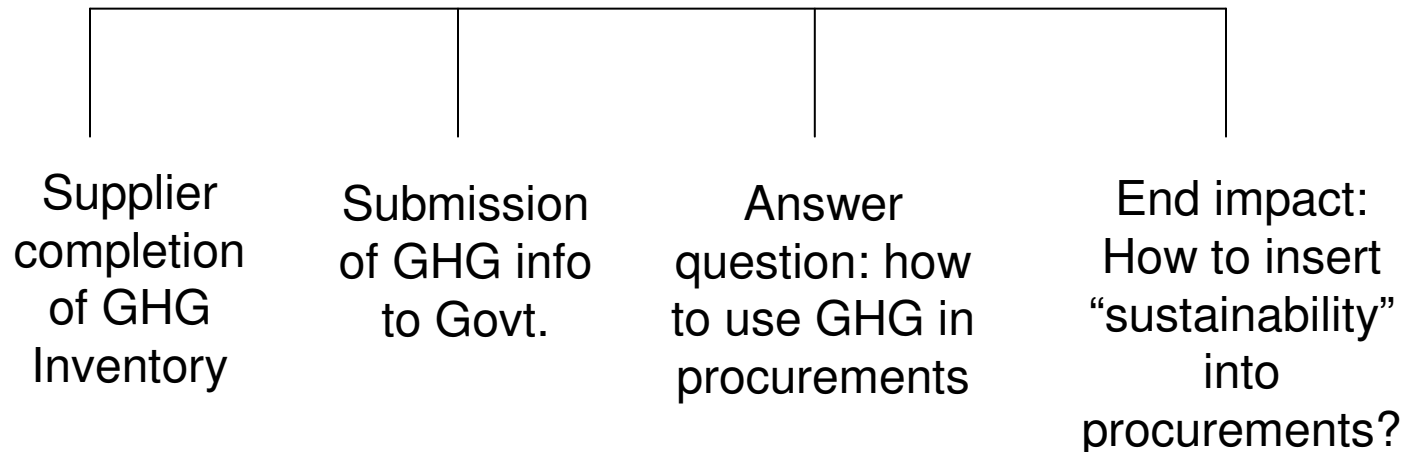 Supplier
completion
of GHG
Inventory
Submission
of GHG info
to Govt.
Answer
question: how
to use GHG in
procurements
End impact:
How to insert
“sustainability”
into
procurements?